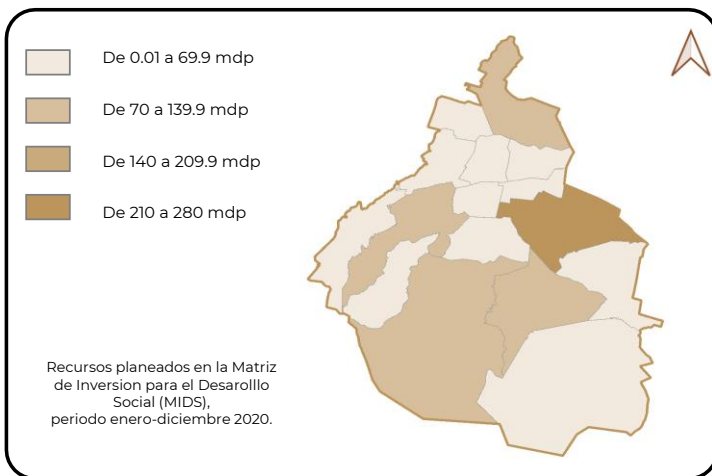 De 0.01 a 69.9 mdp
De 70 a 139.9 mdp
De 140 a 209.9 mdp
De 210 a 280 mdp
Recursos planeados en la Matriz
de Inversion para el Desarolllo
Social (MIDS),
periodo enero-diciembre 2020.